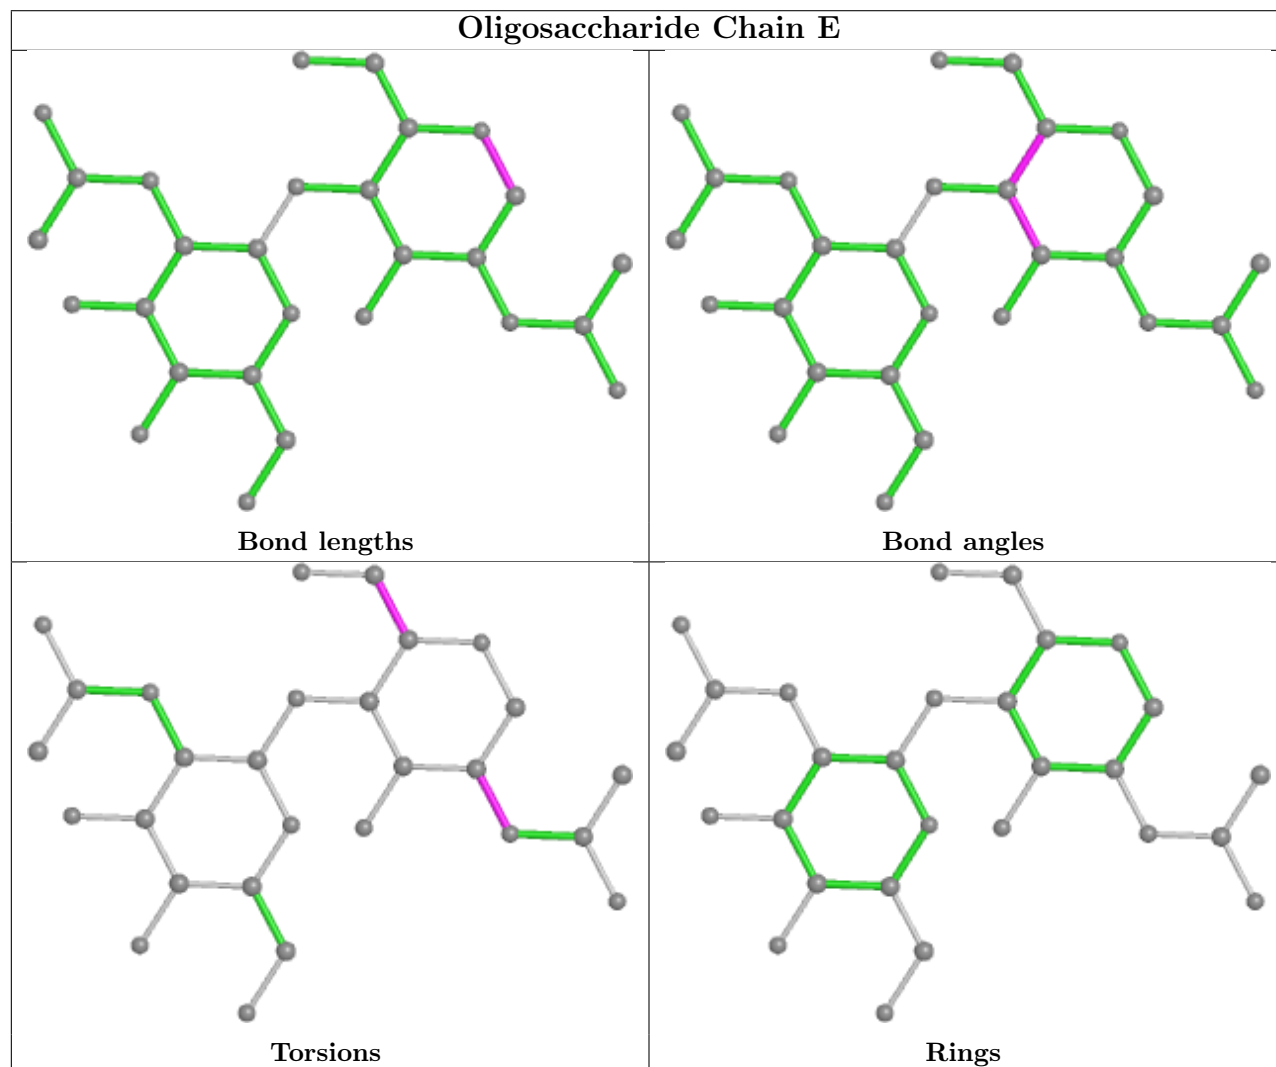 Oligosaccharide Chain E
Bond lengths
Bond angles
Torsions
Rings